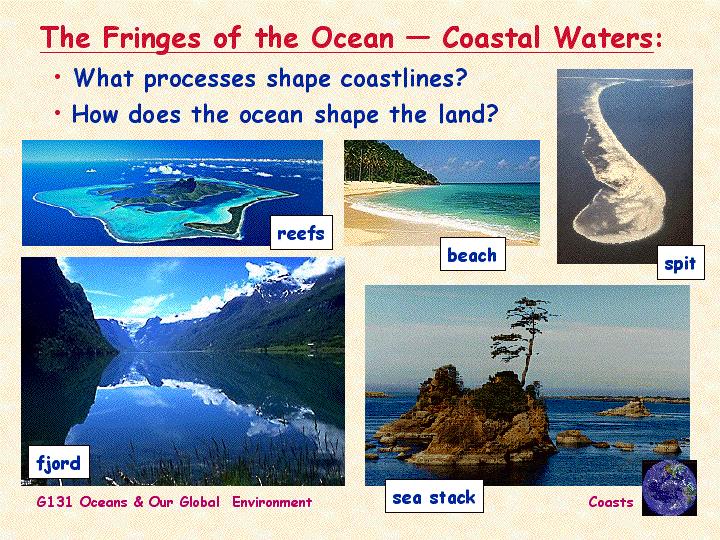 The Fringes of the Ocean — Coastal Waters:
• What processes shape coastlines?
• How does the ocean shape the land?
reefs
beach
spit
fjord
sea stack
G131 Oceans & Our Global Environment
Coasts